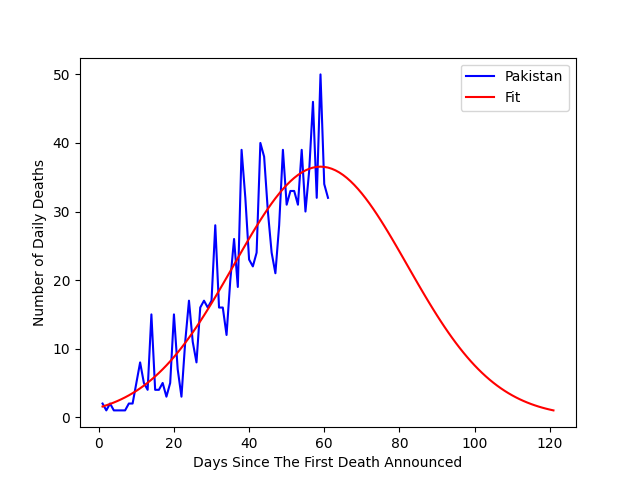 Pakistan
Fit
Number of Daily Deaths
50
40
30
20
10
0
0 20 40 60 80 100 120
Days Since The First Death Announced